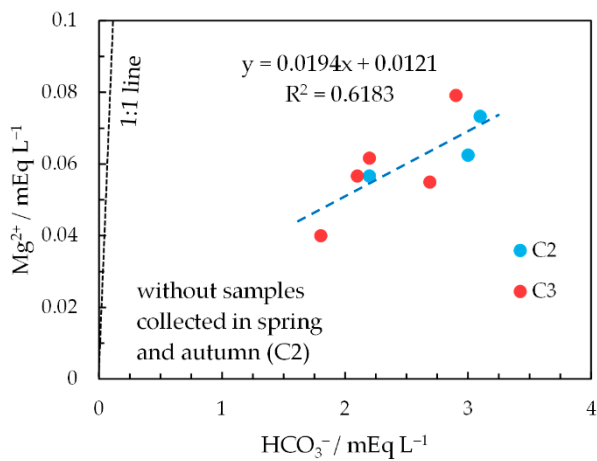 0.1
0.08
0.06
0.04
0.02
0
Mg²⁺ / mEq L⁻¹
1:1 line
y = 0.0194x + 0.0121
R² = 0.6183
C2
C3
without samples
collected in spring
and autumn (C2)
0 1 2 3 4
HCO₃⁻ / mEq L⁻¹